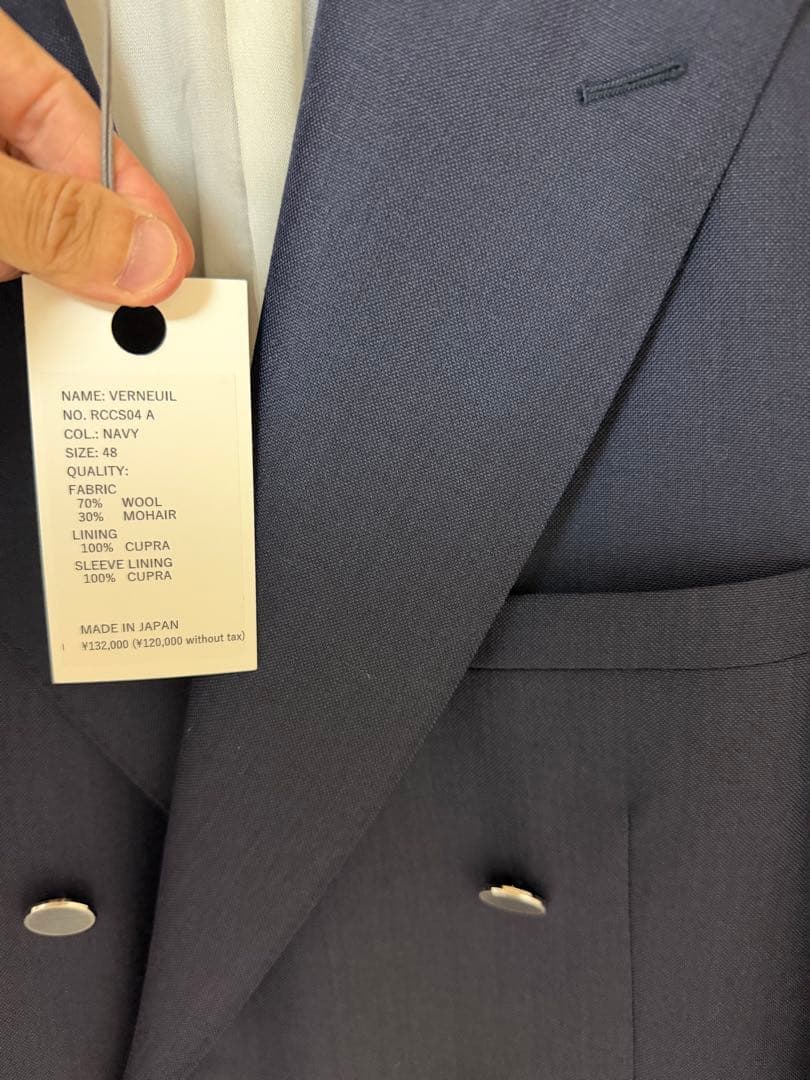 NAME: VERNEUIL
NO. RCCS04 A
COL.: NAVY
SIZE: 48
QUALITY:
FABRIC
70% WOOL
30% MOHAIR
LINING
100% CUPRA
SLEEVE LINING
100% CUPRA
MADE IN JAPAN
¥132,000 (¥120,000 without tax)